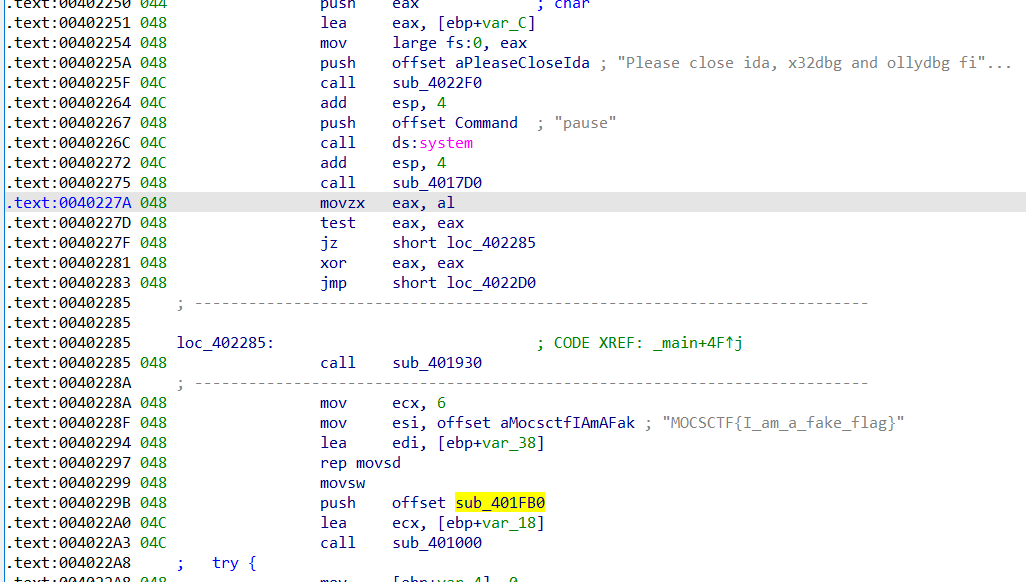 .text:00402250 044 push eax ; char
.text:00402251 048 lea eax, [ebp+var_C]
.text:00402254 048 mov large fs:0, eax
.text:0040225A 048 push offset aPleaseCloseIda ; "Please close ida, x32dbg and ollydbg fi"...
.text:0040225F 04C call sub_4022F0
.text:00402264 04C add esp, 4
.text:00402267 048 push offset Command ; "pause"
.text:0040226C 04C call ds:system
.text:00402272 04C add esp, 4
.text:00402275 048 call sub_4017D0
.text:0040227A 048 movzx eax, al
.text:0040227D 048 test eax, eax
.text:0040227F 048 jz short loc_402285
.text:00402281 048 xor eax, eax
.text:00402283 048 jmp short loc_4022D0
.text:00402285 ; ---------------------------------------------------------------------------
.text:00402285
.text:00402285 loc_402285: ; CODE XREF: _main+4F↑j
.text:00402285 048 call sub_401930
.text:0040228A ; ---------------------------------------------------------------------------
.text:0040228A 048 mov ecx, 6
.text:0040228F 048 mov esi, offset aMocsctfIAmAFak ; "MOCSCTF{I_am_a_fake_flag}"
.text:00402294 048 lea edi, [ebp+var_38]
.text:00402297 048 rep movsd
.text:00402299 048 movsw
.text:0040229B 048 push offset sub_401FB0
.text:004022A0 04C lea ecx, [ebp+var_18]
.text:004022A3 04C call sub_401000
.text:004022A8 ; try {
.text:004022A8 048 mov [ebp+var_4], 0